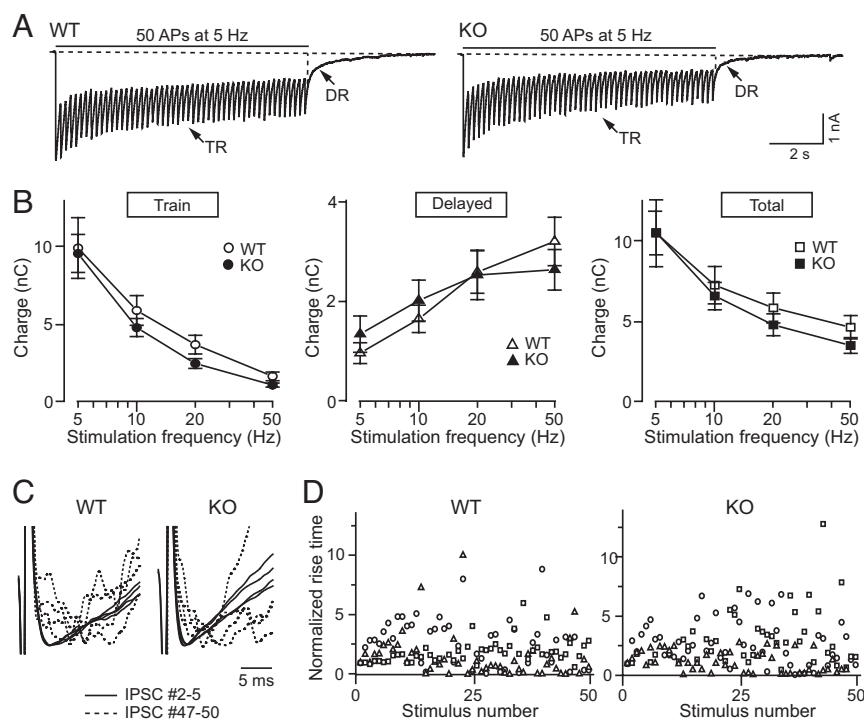 A
WT
50 APs at 5 Hz
DR
TR
KO
50 APs at 5 Hz
DR
TR
1 nA
2 s
B
Train
Charge (nC)
10
5
0
WT
KO
5 10 20 50
Stimulation frequency (Hz)
Delayed
Charge (nC)
4
2
0
WT
KO
5 10 20 50
Stimulation frequency (Hz)
Total
Charge (nC)
10
5
0
WT
KO
5 10 20 50
Stimulation frequency (Hz)
C
WT
KO
5 ms
IPSC #2-5
IPSC #47-50
D
WT
Normalized rise time
10
5
0
0 25 50
Stimulus number
KO
10
5
0
0 25 50
Stimulus number